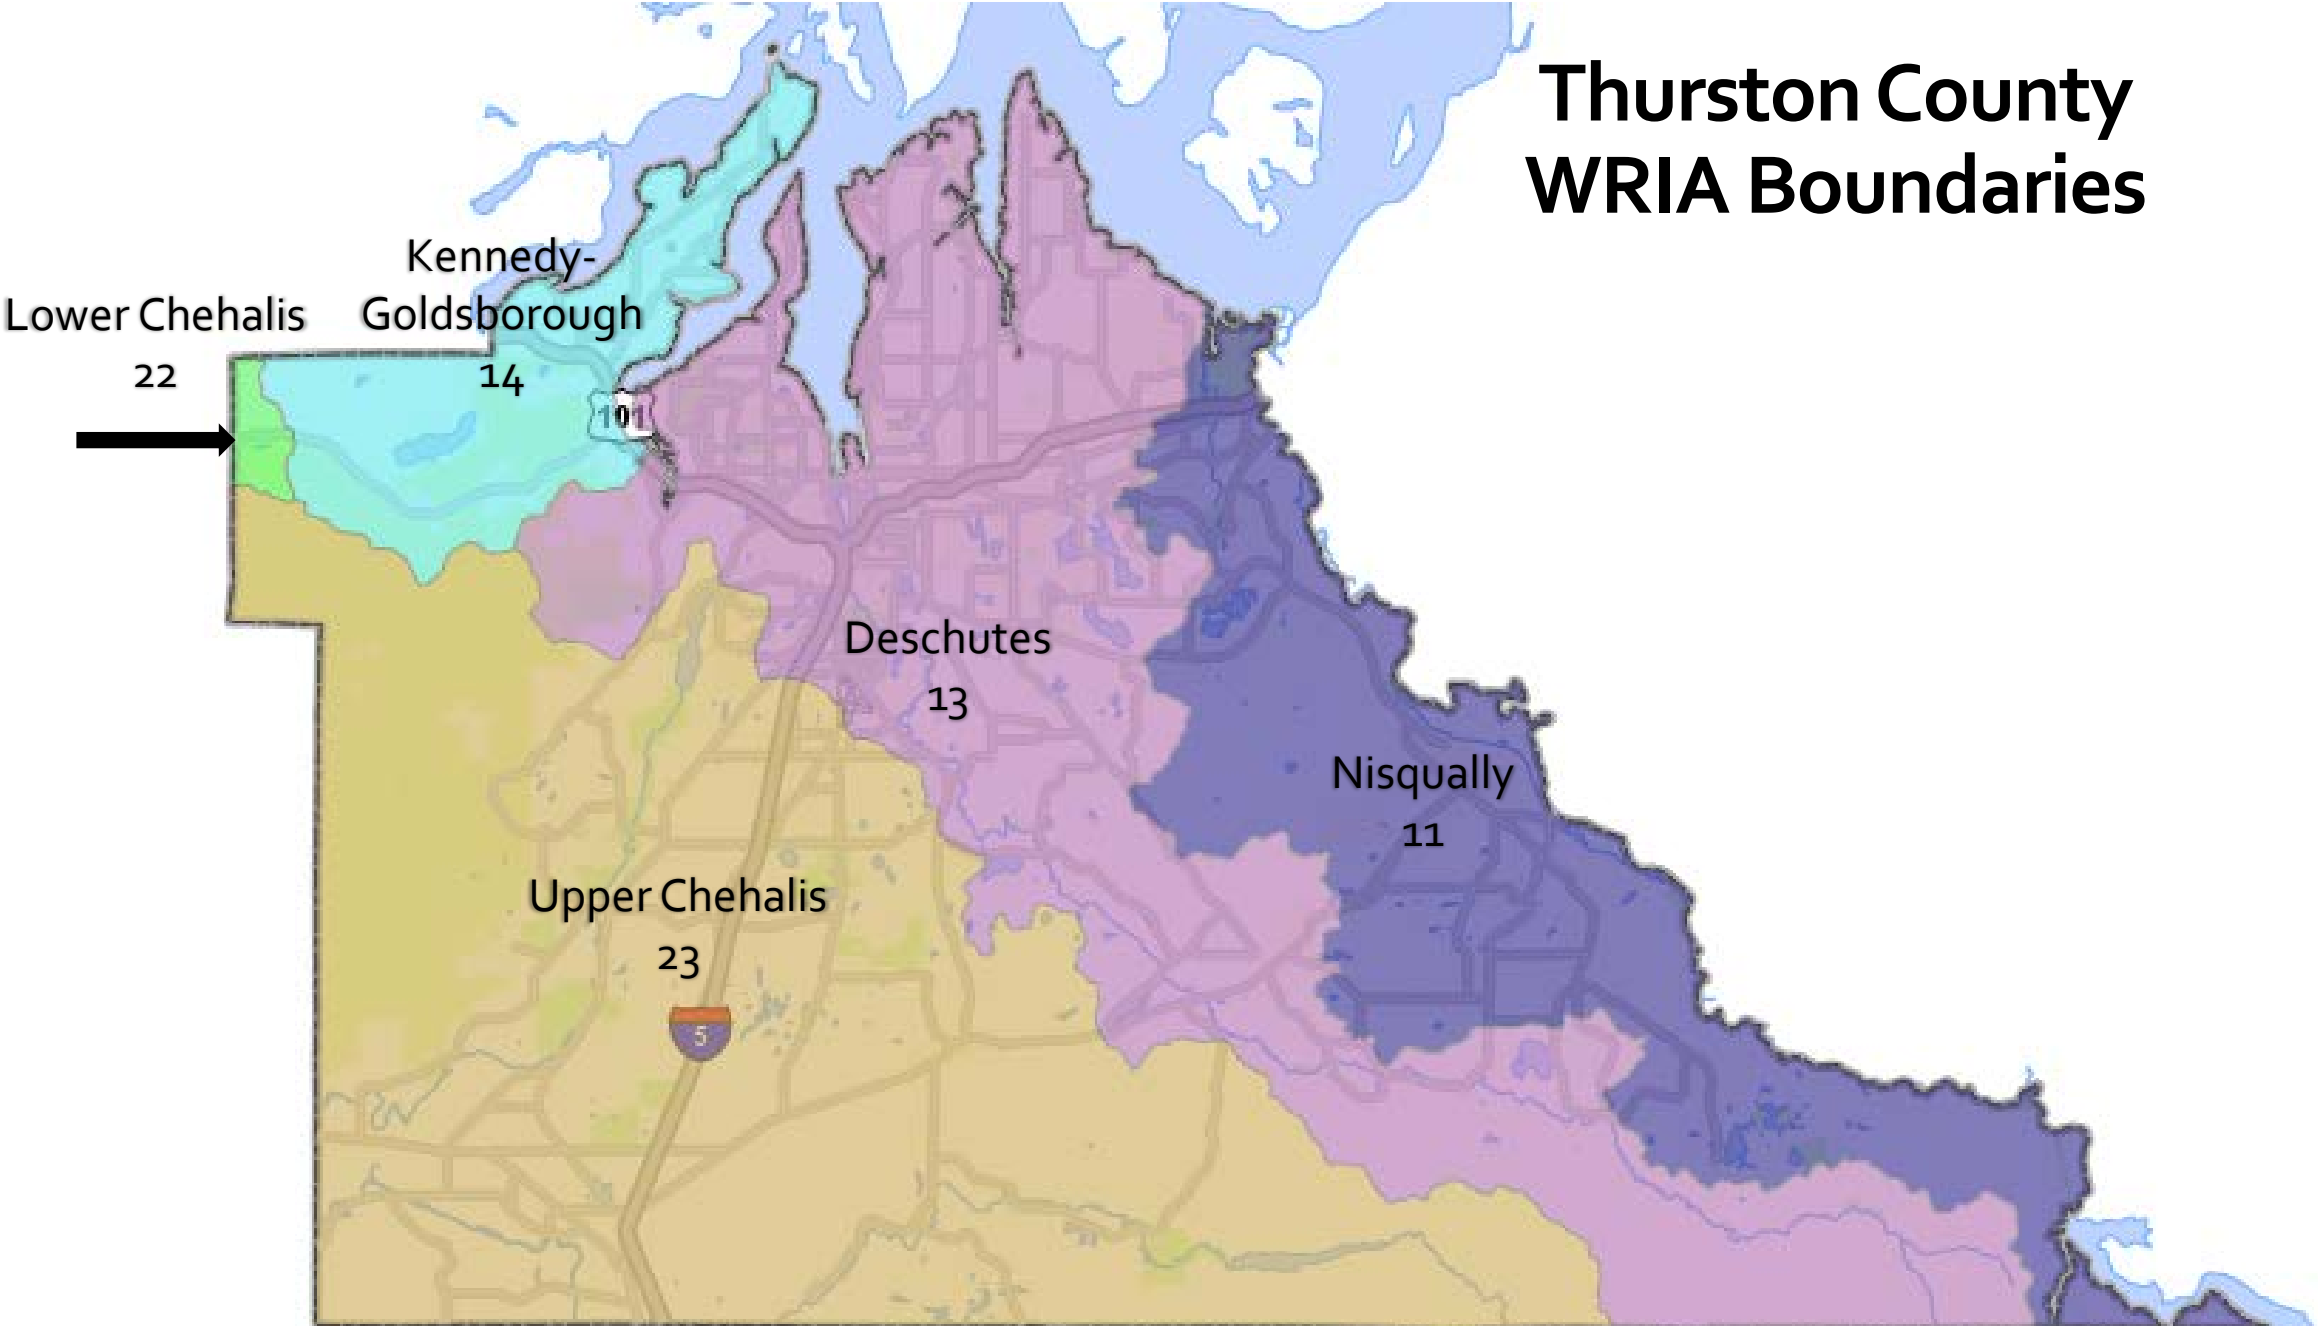 Thurston County
WRIA Boundaries
Kennedy-
Goldsborough
14
Lower Chehalis
22
101
Deschutes
13
Nisqually
11
Upper Chehalis
23
5